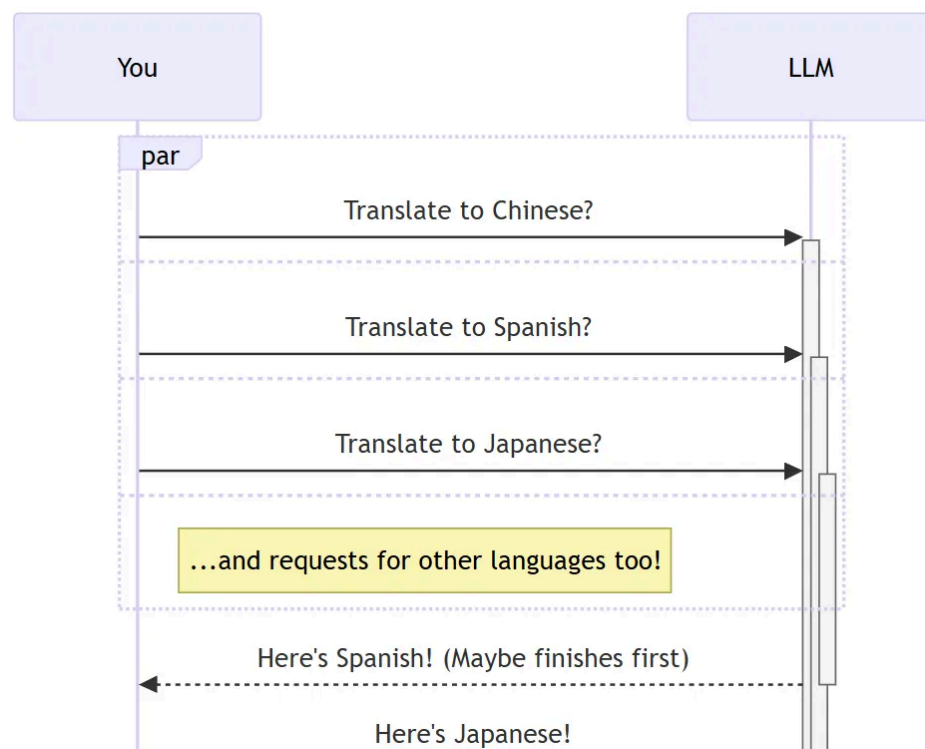 You
LLM
par
Translate to Chinese?
Translate to Spanish?
Translate to Japanese?
...and requests for other languages too!
Here's Spanish! (Maybe finishes first)
Here's Japanese!